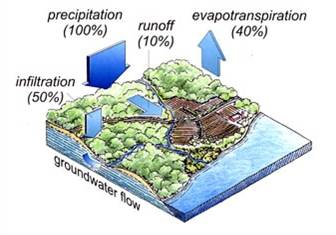 precipitation
(100%)
runoff
(10%)
evapotranspiration
(40%)
infiltration
(50%)
groundwater flow